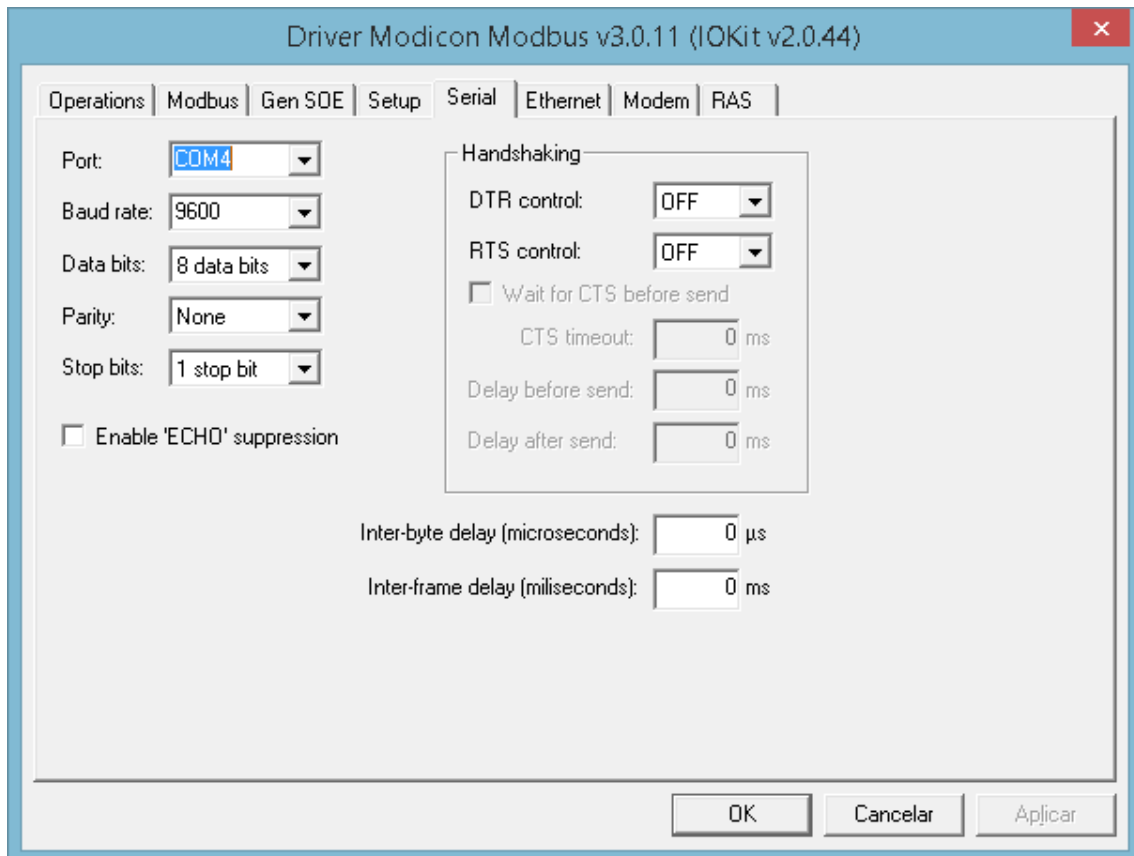 Driver Modicon Modbus v3.0.11 (IOKit v2.0.44)
Operations Modbus Gen SOE Setup Serial Ethernet Modem RAS
Port: COM4
Baud rate: 9600
Data bits: 8 data bits
Parity: None
Stop bits: 1 stop bit
Enable 'ECHO' suppression
Handshaking
DTR control: OFF
RTS control: OFF
Wait for CTS before send
CTS timeout: 0 ms
Delay before send: 0 ms
Delay after send: 0 ms
Inter-byte delay (microseconds): 0 µs
Inter-frame delay (miliseconds): 0 ms
OK Cancelar Aplicar